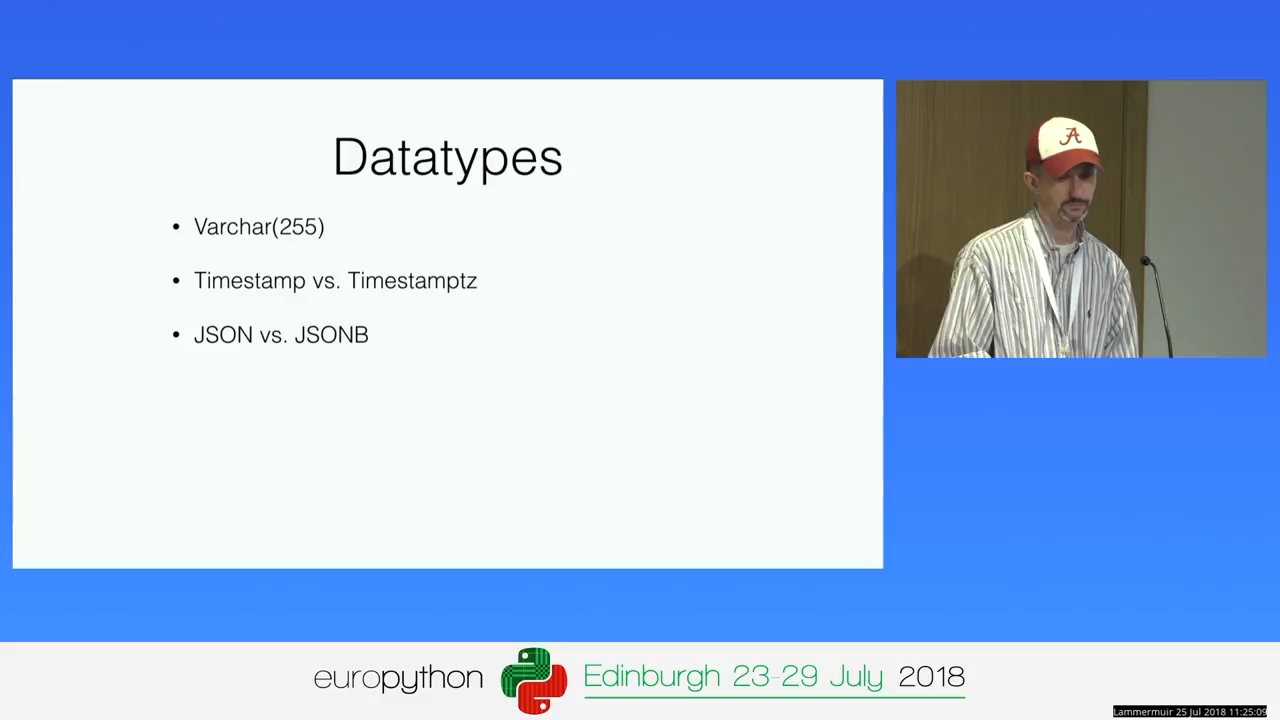 Datatypes
• Varchar(255)
• Timestamp vs. Timestamptz
• JSON vs. JSONB
A
europython Edinburgh 23-29 July 2018
Lammermuir 25 Jul 2018 11:25:09